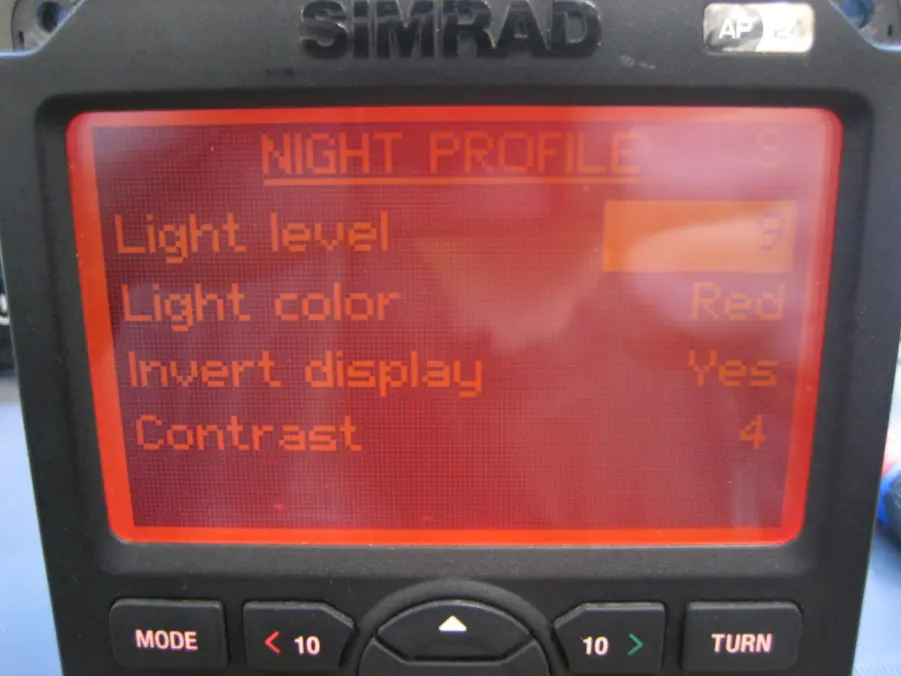 SIMRAD
AP 24
NIGHT PROFILE S
Light level 9
Light color Red
Invert display Yes
Contrast 4
MODE < 10 10 > TURN